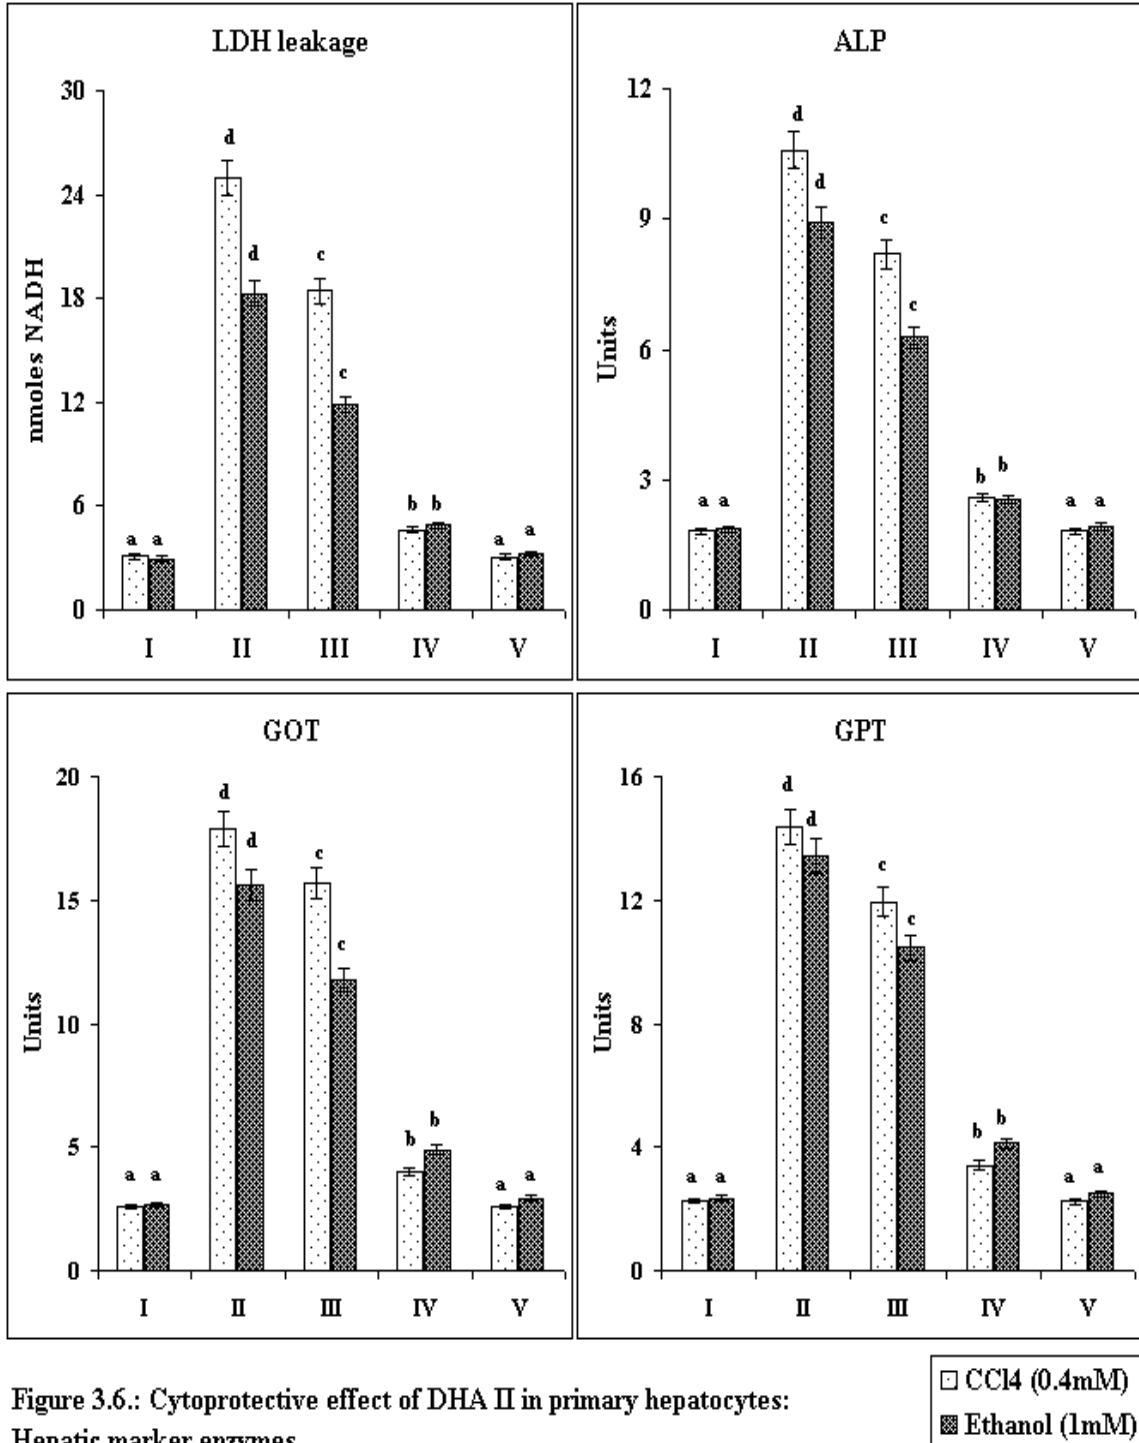 LDH leakage
30
24
18
12
6
0
nmoles NADH
d
d
c
c
b b
a a
a a
I II III IV V
ALP
12
9
6
3
0
Units
d
d
c
c
b b
a a
a a
I II III IV V
GOT
20
15
10
5
0
Units
d
d
c
c
b b
a a
a a
I II III IV V
GPT
16
12
8
4
0
Units
d
d
c
c
b b
a a
a a
I II III IV V
CCl4 (0.4mM)
Ethanol (1mM)
Figure 3.6.: Cytoprotective effect of DHA II in primary hepatocytes:
Hepatic marker enzymes